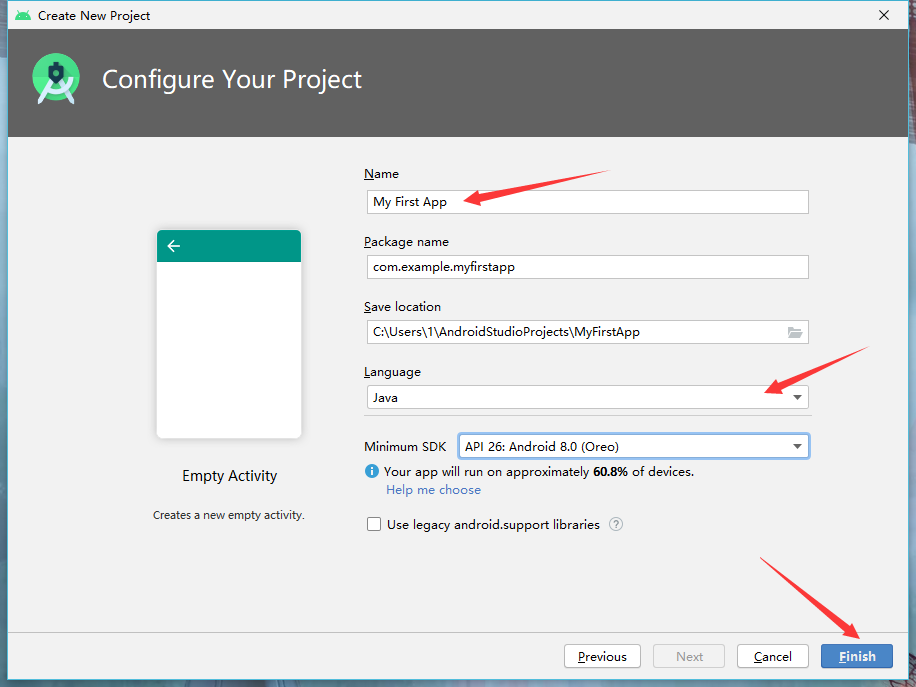 Create New Project
Configure Your Project
Name
My First App
Package name
com.example.myfirstapp
Save location
C:\Users\1\AndroidStudioProjects\MyFirstApp
Language
Java
Minimum SDK API 26: Android 8.0 (Oreo)
Your app will run on approximately 60.8% of devices.
Help me choose
Use legacy android.support libraries ?
Empty Activity
Creates a new empty activity.
Previous Next Cancel Finish